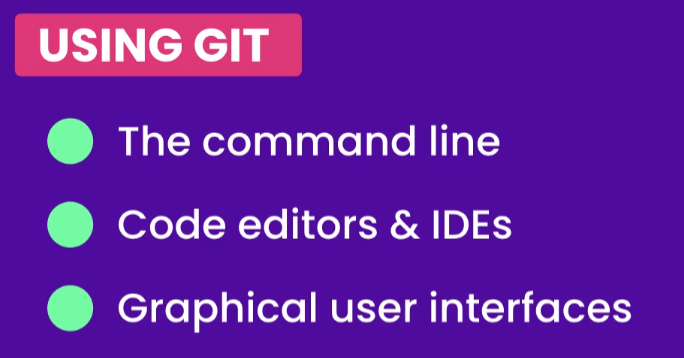 USING GIT
The command line
Code editors & IDEs
Graphical user interfaces